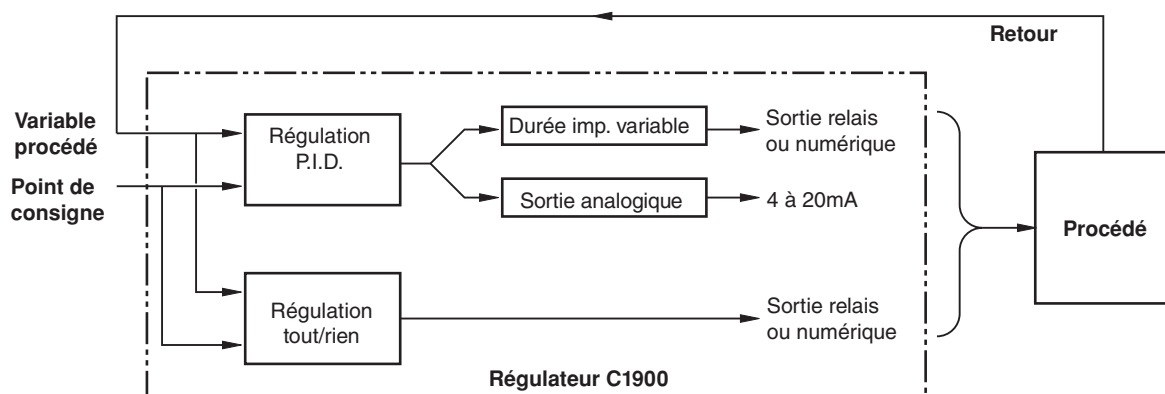 Retour
Variable
procédé
Point de
consigne
Régulation
P.I.D.
Durée imp. variable
Sortie relais
ou numérique
Sortie analogique
4 à 20mA
Procédé
Régulation
tout/rien
Sortie relais
ou numérique
Régulateur C1900